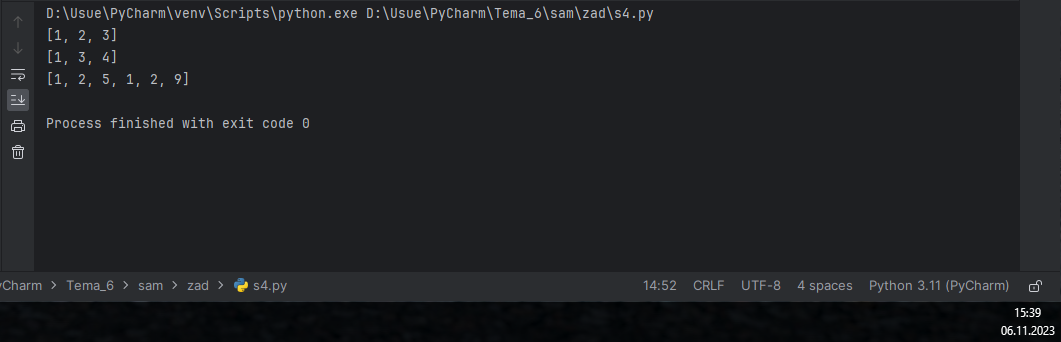 D:\Usue\PyCharm\venv\Scripts\python.exe D:\Usue\PyCharm\Tema_6\sam\zad\s4.py
[1, 2, 3]
[1, 3, 4]
[1, 2, 5, 1, 2, 9]
Process finished with exit code 0
yCharm > Tema_6 > sam > zad > s4.py 14:52 CRLF UTF-8 4 spaces Python 3.11 (PyCharm)
15:39
06.11.2023